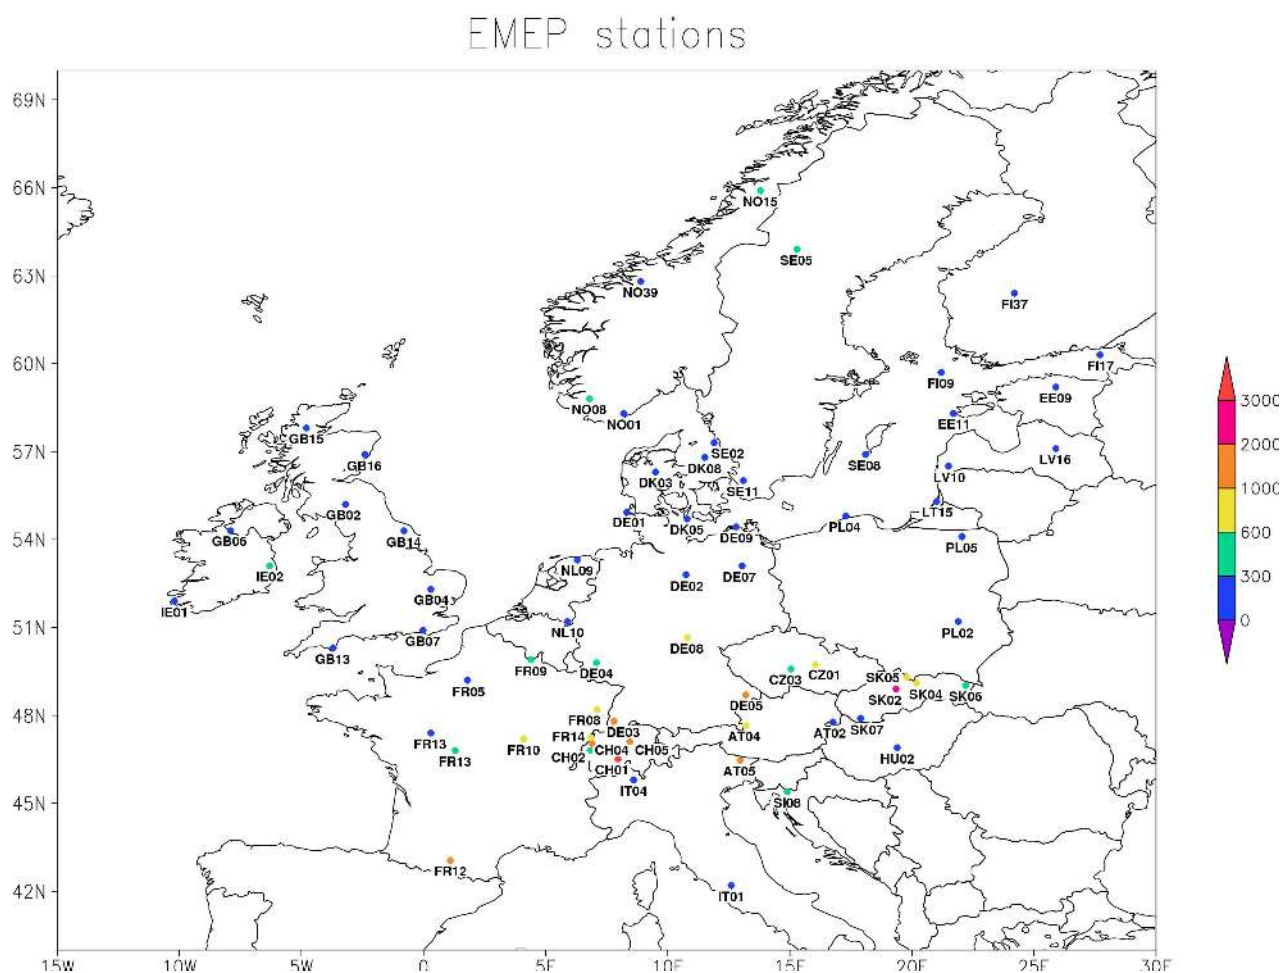 EMEP stations
69N
66N
NO15
SE05
63N
NO39
FI37
60N
FI17
FI09
EE09
NO08
NO01
EE11
GB15
57N
SE02
GB16
DK08
SE08
LV16
DK03
LV10
SE11
GB02
LT15
DE01
DK05
PL04
54N
GB06
GB14
DE09
PL05
IE02
NL09
DE02
DE07
IE01
GB04
51N
NL10
PL02
GB07
GB13
DE08
FR09
DE04
CZ03
CZ01
SK05
FR05
SK04
SK06
SK02
DE05
48N
FR08
DE03
AT04
AT02
SK07
FR13
FR14
FR10
CH04
CH05
FR13
CH02
HU02
CH01
AT05
IT04
45N
SI08
FR12
42N
IT01
15W
10W
5W
0
5E
10E
15E
20E
25E
30E
3000
2000
1000
600
300
0